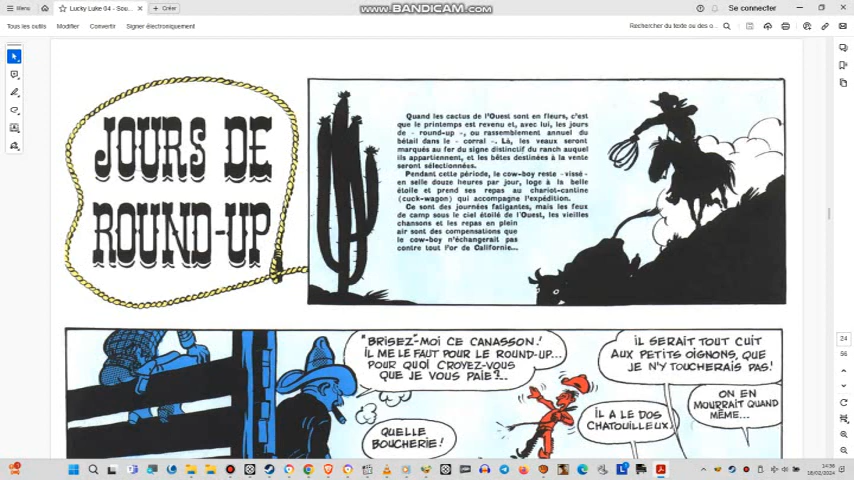 Menu
Lucky Luke 04 - Sou...
Créer
www.BANDICAM.com
Se connecter
Tous les outils
Modifier
Convertir
Signer électroniquement
Rechercher du texte ou des o...
JOURS DE
ROUND-UP
Quand les cactus de l'Ouest sont en fleurs, c'est
que le printemps est revenu et, avec lui, les jours
de - round-up -, ou rassemblement annuel du
bétail dans le - corral -. Là, les veaux seront
marqués au fer du signe distinctif du ranch auquel
ils appartiennent, et les bêtes destinées à la vente
seront sélectionnées.
Pendant cette période, le cow-boy reste - vissé -
en selle douze heures par jour, loge à la belle
étoile et prend ses repas au chariot-cantine
(cuck-wagon) qui accompagne l'expédition.
Ce sont des journées fatigantes, mais les feux
de camp sous le ciel étoilé de l'Ouest, les vieilles
chansons et les repas en plein
air sont des compensations que
le cow-boy n'échangerait pas
contre tout l'or de Californie...
"BRISEZ"-MOI CE CANASSON!
IL ME LE FAUT POUR LE ROUND-UP...
POUR QUOI CROYEZ-VOUS
QUE JE VOUS PAIE?..
QUELLE
BOUCHERIE!
IL A LE DOS
CHATOUILLEUX!
IL SERAIT TOUT CUIT
AUX PETITS OIGNONS, QUE
JE N'Y TOUCHERAIS PAS!
ON EN
MOURRAIT QUAND
MÊME...
24
56
14:36
16/02/2024